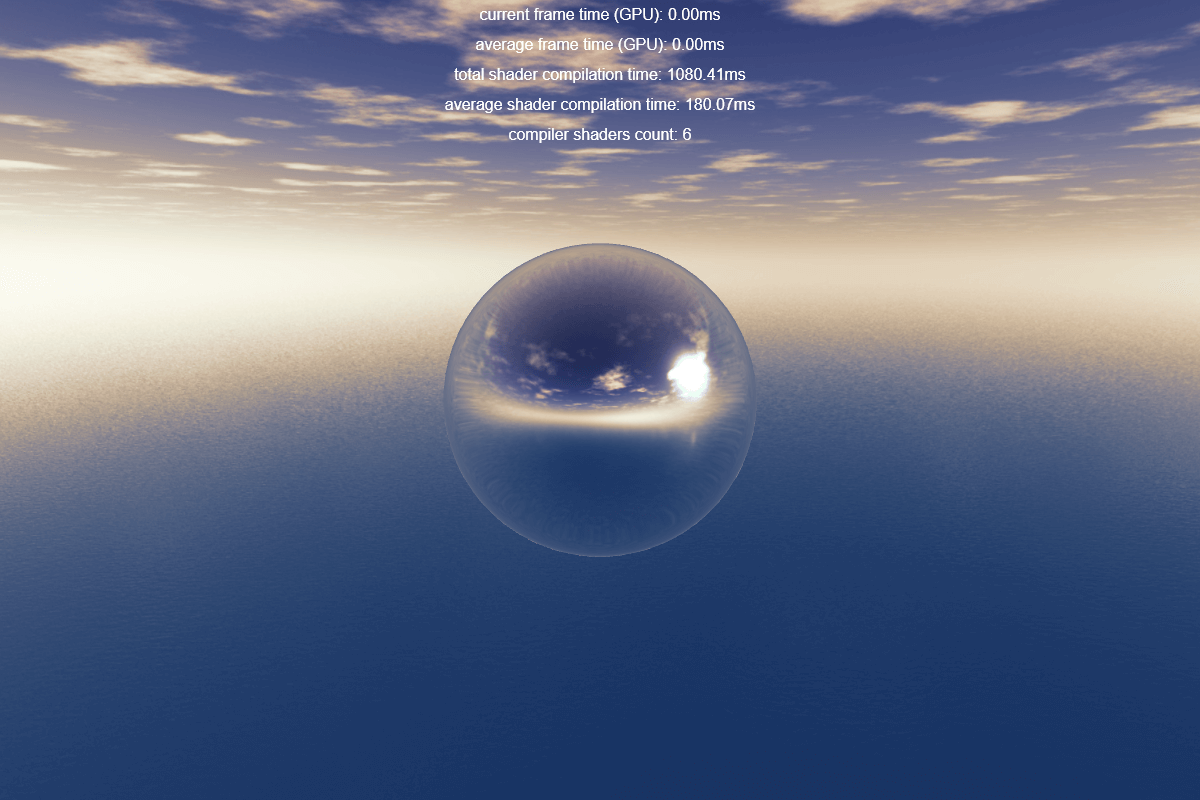 current frame time (GPU): 0.00ms
average frame time (GPU): 0.00ms
total shader compilation time: 1080.41ms
average shader compilation time: 180.07ms
compiler shaders count: 6